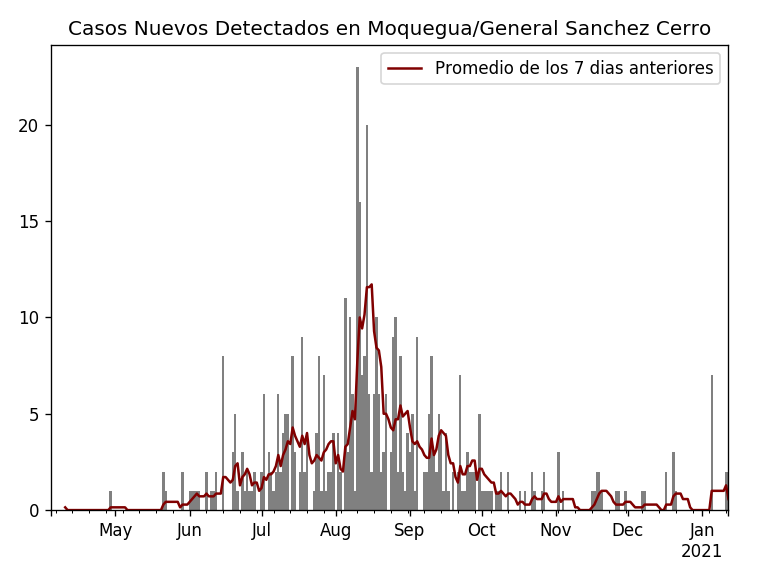 Casos Nuevos Detectados en Moquegua/General Sanchez Cerro
Promedio de los 7 dias anteriores
20
15
10
5
0
May Jun Jul Aug Sep Oct Nov Dec Jan
2021